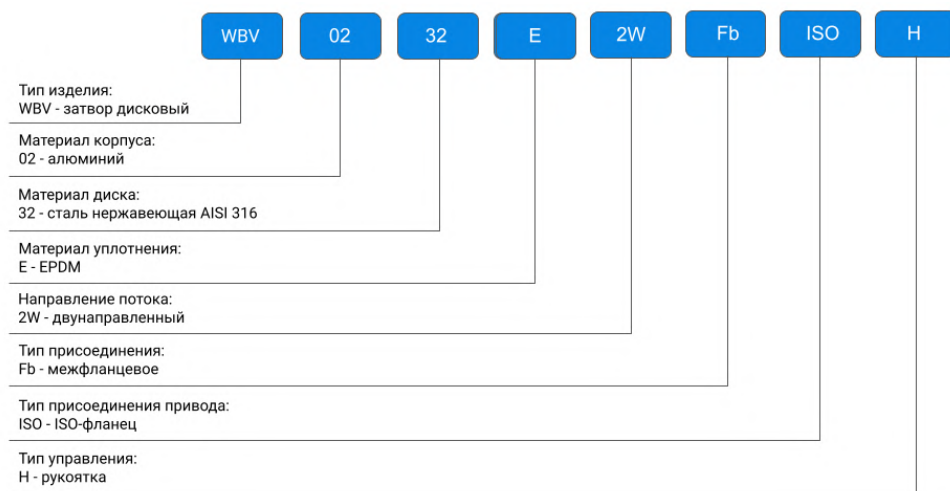 WBV 02 32 E 2W Fb ISO H
Тип изделия:
WBV - затвор дисковый
Материал корпуса:
02 - алюминий
Материал диска:
32 - сталь нержавеющая AISI 316
Материал уплотнения:
E - EPDM
Направление потока:
2W - двунаправленный
Тип присоединения:
Fb - межфланцевое
Тип присоединения привода:
ISO - ISO-фланец
Тип управления:
H - рукоятка